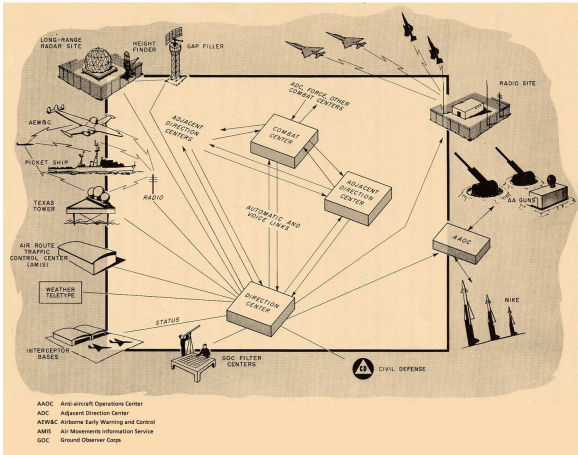 LONG-RANGE
RADAR SITE
HEIGHT
FINDER
GAP FILLER
ADC, FORCE, OTHER
COMBAT CENTERS
RADIO SITE
AEW&C
ADJACENT
DIRECTION
CENTERS
COMBAT
CENTER
PICKET SHIP
ADJACENT
DIRECTION
CENTER
RADIO
AA GUNS
TEXAS
TOWER
AUTOMATIC AND
VOICE LINKS
AAOC
AIR ROUTE
TRAFFIC
CONTROL CENTER
(AMIS)
WEATHER
TELETYPE
DIRECTION
CENTER
NIKE
STATUS
INTERCEPTOR
BASES
GOC FILTER
CENTERS
CD
CIVIL DEFENSE
AAOC Anti-aircraft Operations Center
ADC Adjacent Direction Center
AEW&C Airborne Early Warning and Control
AMIS Air Movements Information Service
GOC Ground Observer Corps